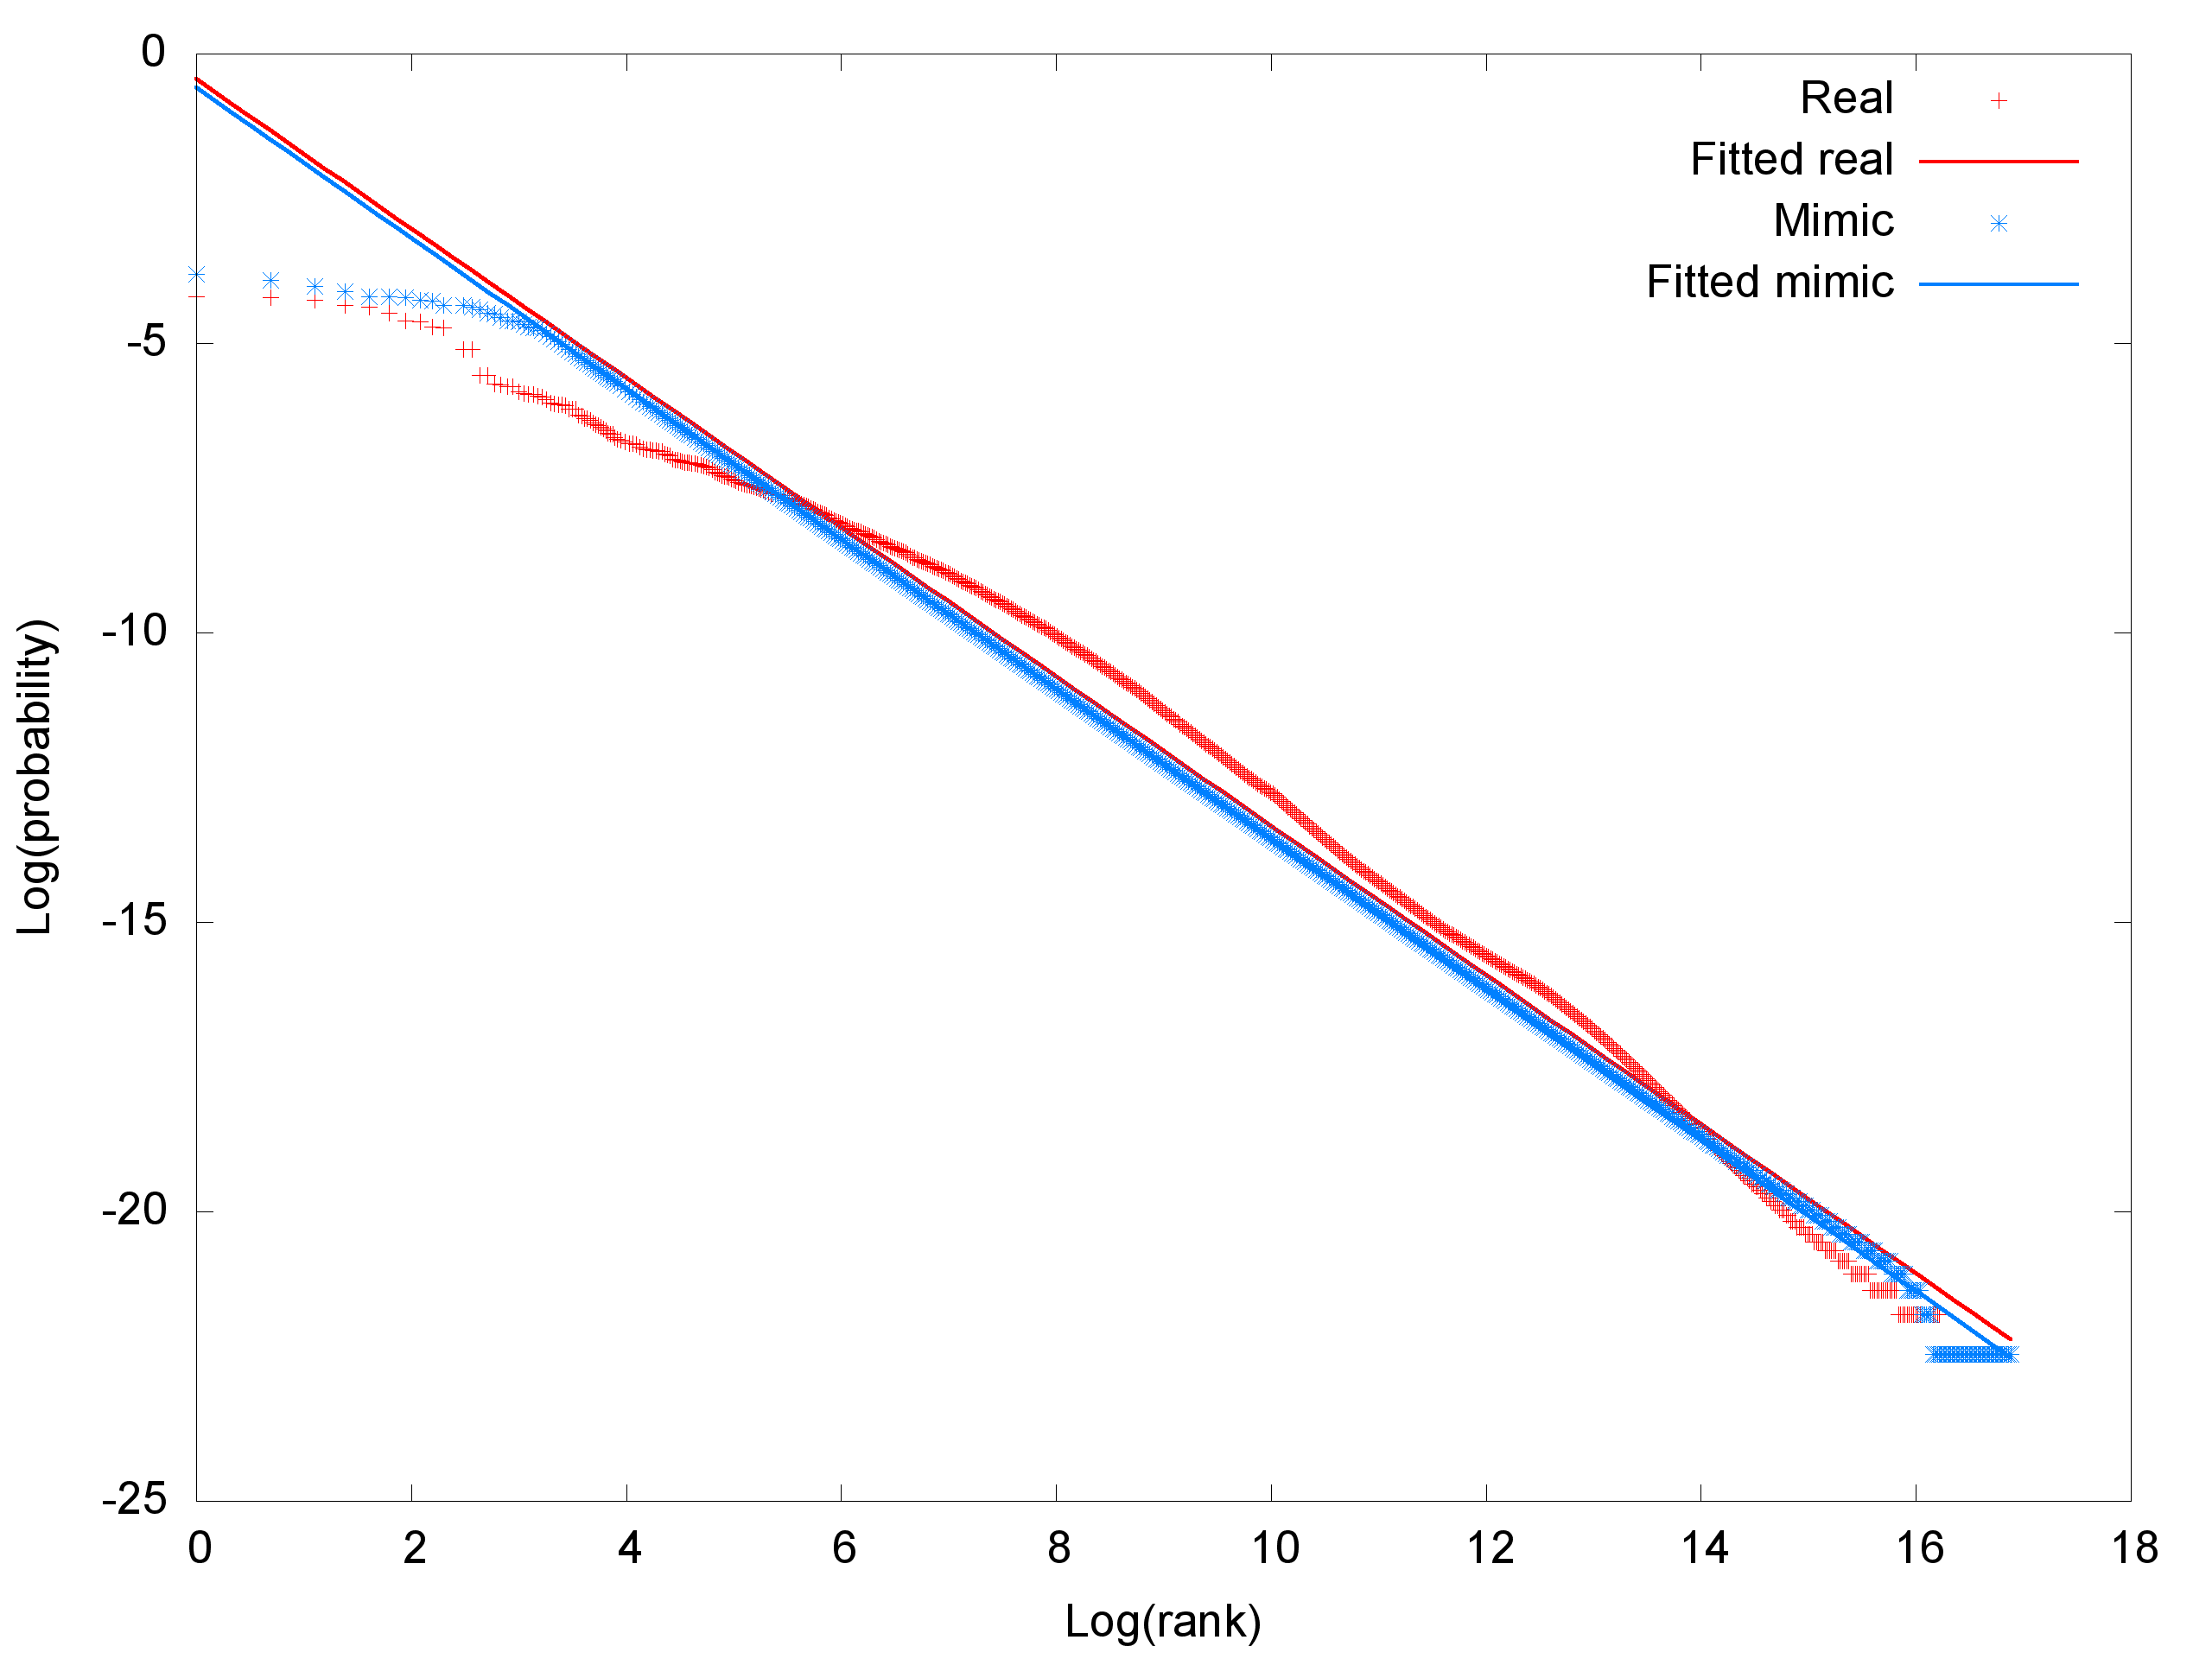 Real
Fitted real
Mimic
Fitted mimic
0
-5
-10
-15
-20
-25
Log(probability)
0 2 4 6 8 10 12 14 16 18
Log(rank)